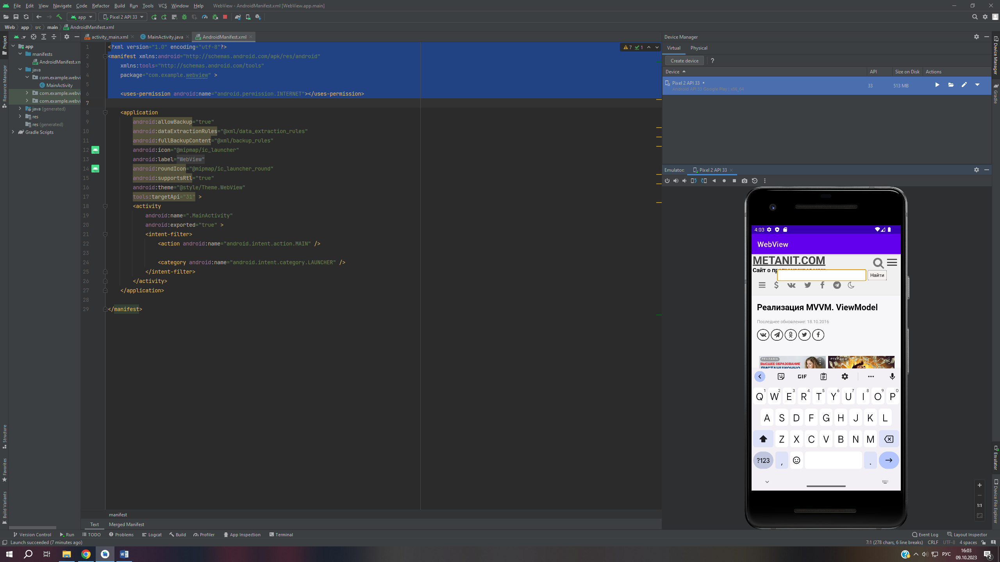 File Edit View Navigate Code Refactor Build Run Tools VCS Window Help WebView - AndroidManifest.xml [WebView.app.main]
app Pixel 2 API 33
Web app src main AndroidManifest.xml
activity_main.xml MainActivity.java AndroidManifest.xml
Project
Resource Manager
Structure
Favorites
Build Variants
app
manifests
AndroidManifest.xm
java
com.example.webvi
MainActivity
com.example.webvi
com.example.webvi
java (generated)
res
res (generated)
Gradle Scripts
7 1
1 <?xml version="1.0" encoding="utf-8"?>
2 <manifest xmlns:android="http://schemas.android.com/apk/res/android"
3 xmlns:tools="http://schemas.android.com/tools"
4 package="com.example.webview" >
5
6 <uses-permission android:name="android.permission.INTERNET"></uses-permission>
7
8 <application
9 android:allowBackup="true"
10 android:dataExtractionRules="@xml/data_extraction_rules"
11 android:fullBackupContent="@xml/backup_rules"
12 android:icon="@mipmap/ic_launcher"
13 android:label="WebView"
14 android:roundIcon="@mipmap/ic_launcher_round"
15 android:supportsRtl="true"
16 android:theme="@style/Theme.WebView"
17 tools:targetApi="31" >
18 <activity
19 android:name=".MainActivity"
20 android:exported="true" >
21 <intent-filter>
22 <action android:name="android.intent.action.MAIN" />
23
24 <category android:name="android.intent.category.LAUNCHER" />
25 </intent-filter>
26 </activity>
27 </application>
28
29 </manifest>
manifest
Text Merged Manifest
Device Manager
Virtual Physical
Create device ?
Device API Size on Disk Actions
Pixel 2 API 33 33 513 MB
Android API 33 Google Play | x86_64
Emulator: Pixel 2 API 33
4:03
WebView
METANIT.COM
Сайт о
Найти
Реализация MVVM. ViewModel
Последнее обновление: 18.10.2016
РЕКЛАМА РЕКЛАМА
ВЫСШЕЕ ОБРАЗОВАНИЕ
ДИСТАНЦИОННО
GIF
1 2 3 4 5 6 7 8 9 0
Q W E R T Y U I O P
A S D F G H J K L
Z X C V B N M
?123 , .
1:1
Device Manager
Gradle
Emulator
Device File Explorer
Version Control Run TODO Problems Logcat Build Profiler App Inspection Terminal Event Log Layout Inspector
Launch succeeded (7 minutes ago) 7:1 (278 chars, 6 line breaks) CRLF UTF-8 4 spaces
РУС 16:03
09.10.2023 2